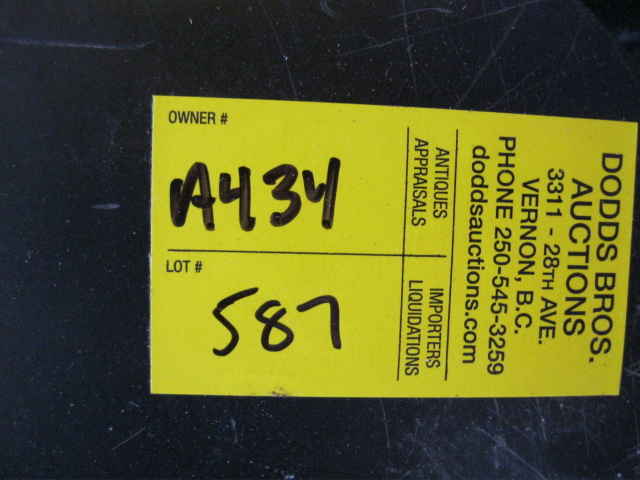 DODDS BROS.
AUCTIONS
3311 - 28TH AVE.
VERNON, B.C.
PHONE 250-545-3259
doddsauctions.com
ANTIQUES IMPORTERS
APPRAISALS LIQUIDATIONS
OWNER #
A434
LOT #
587